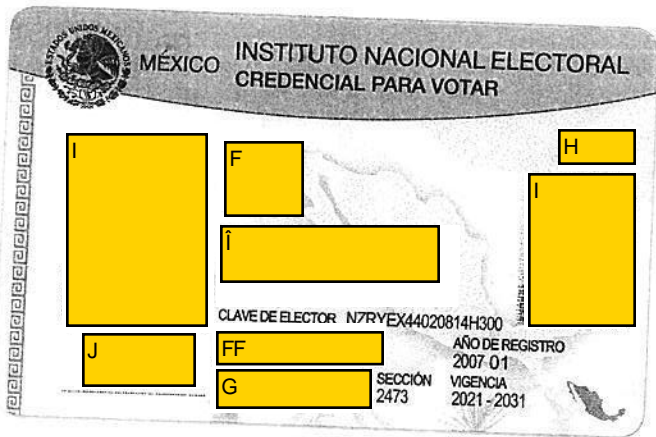 ESTADOS UNIDOS MEXICANOS
MÉXICO
INSTITUTO NACIONAL ELECTORAL
CREDENCIAL PARA VOTAR
I
F
H
I
Î
CLAVE DE ELECTOR N7RYEX44020814H300
J
FF
AÑO DE REGISTRO
2007 01
G
SECCIÓN
2473
VIGENCIA
2021 - 2031